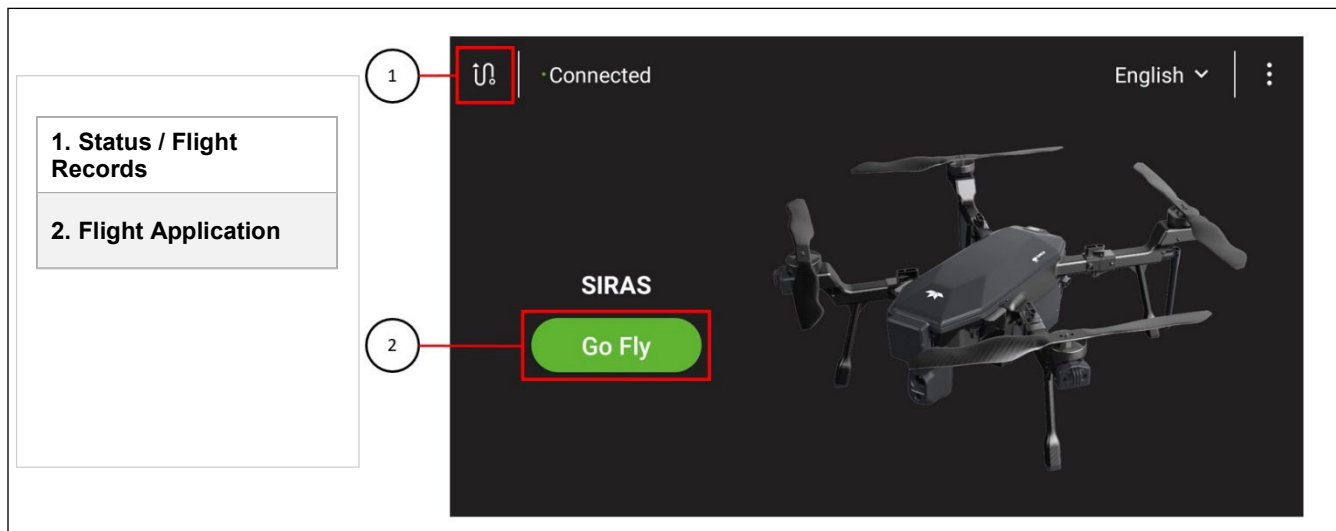 1. Status / Flight
Records
2. Flight Application
1
•Connected
English
SIRAS
2
Go Fly